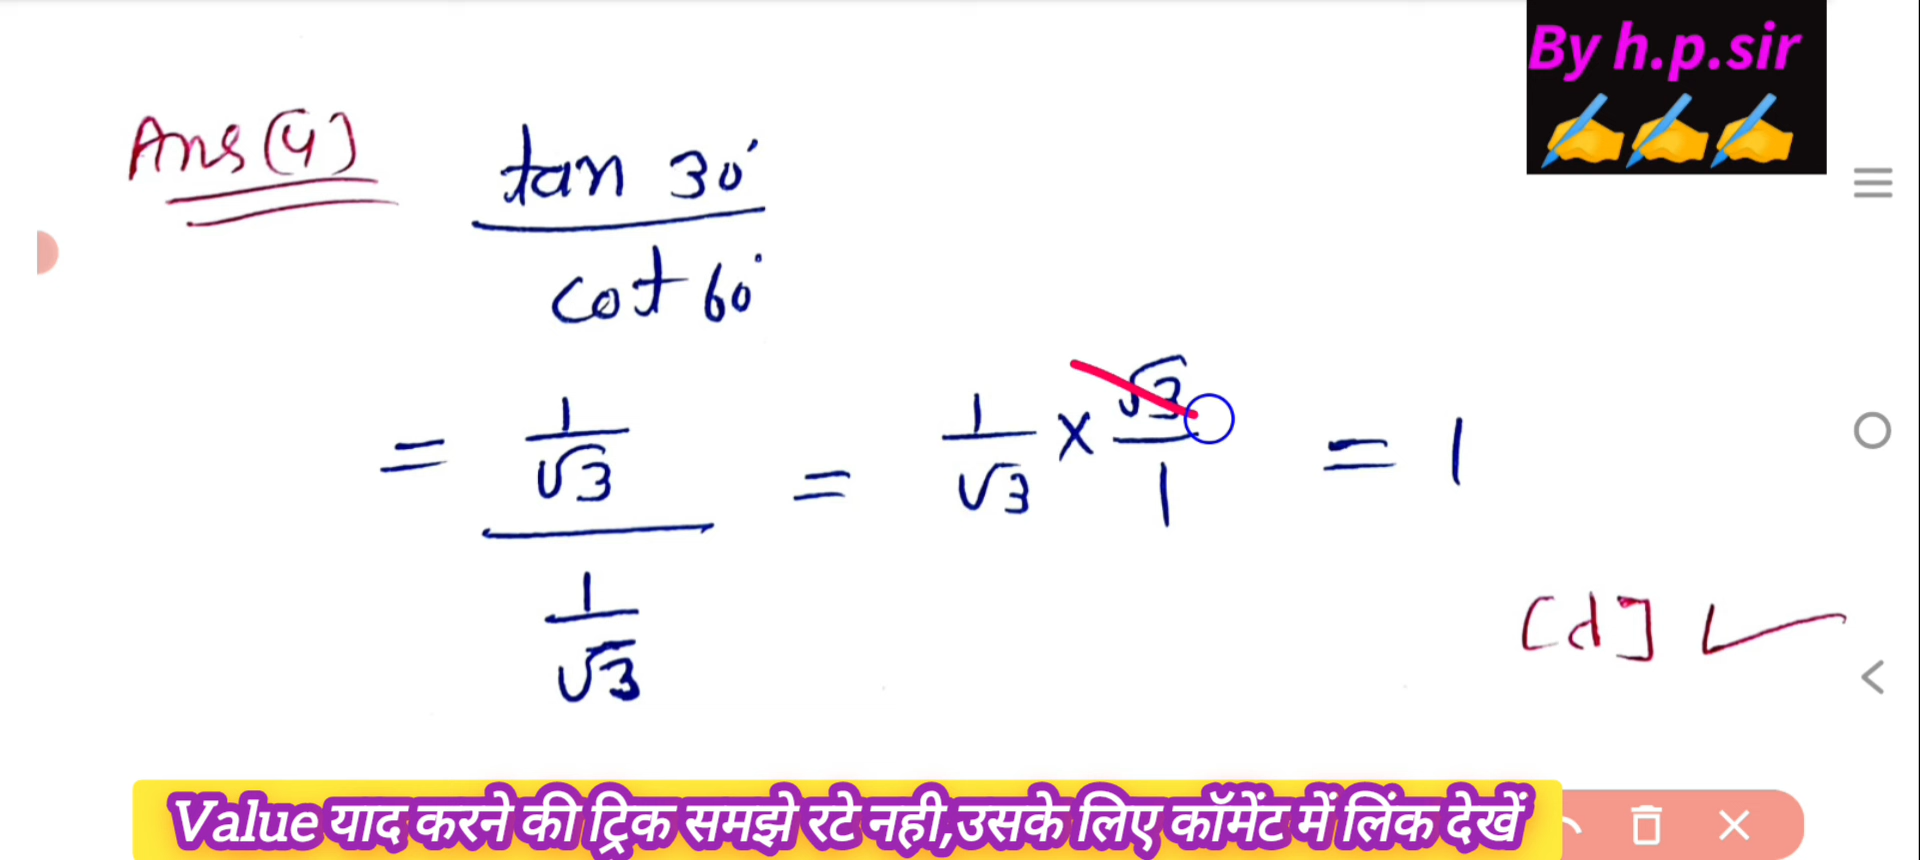 By h.p.sir
Ans (4)
tan 30°
cot 60°
= 1/√3 / 1/√3 = 1/√3 × √3/1 = 1
[d] ✓
Value याद करने की ट्रिक समझे रटे नही,उसके लिए कॉमेंट में लिंक देखें